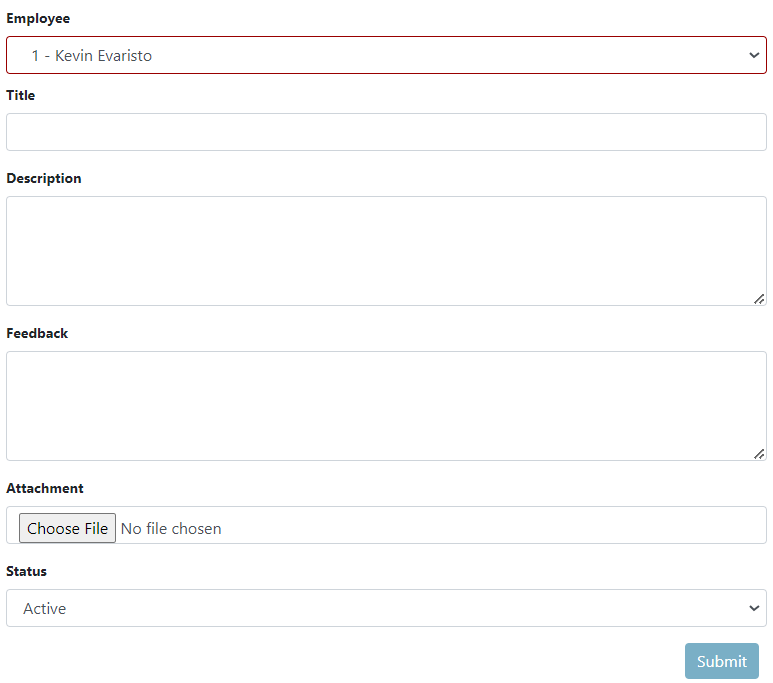 Employee
1 - Kevin Evaristo
Title
Description
Feedback
Attachment
Choose File No file chosen
Status
Active
Submit